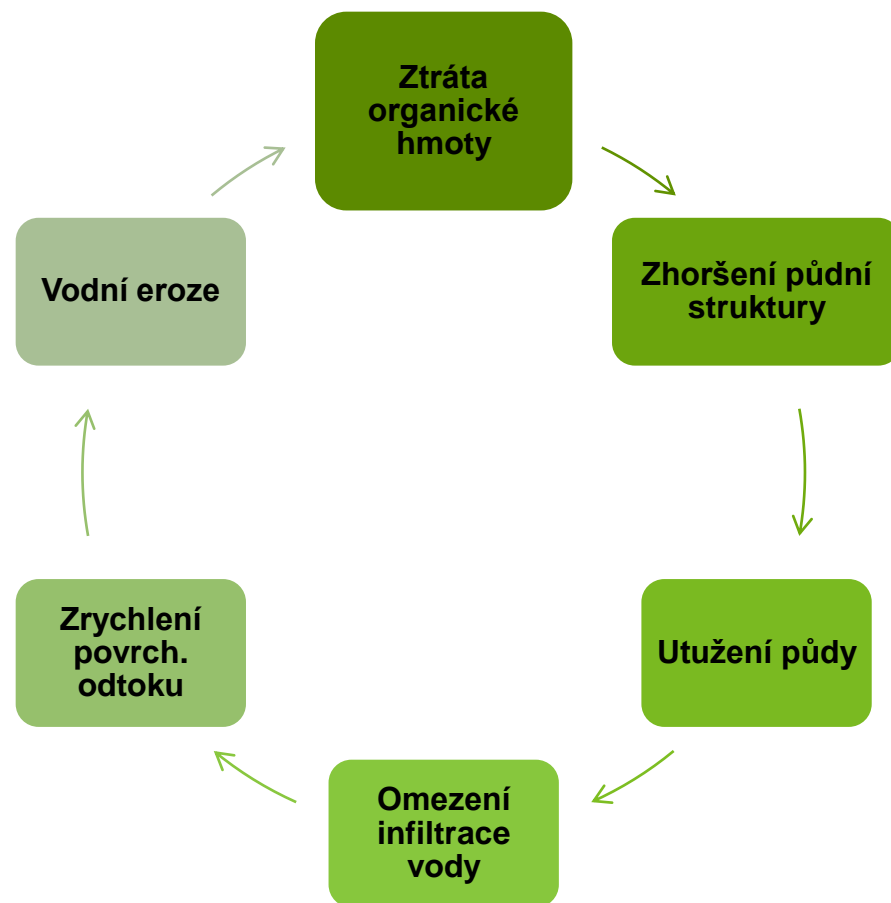 Ztráta
organické
hmoty
Zhoršení půdní
struktury
Utužení půdy
Omezení
infiltrace
vody
Zrychlení
povrch.
odtoku
Vodní eroze